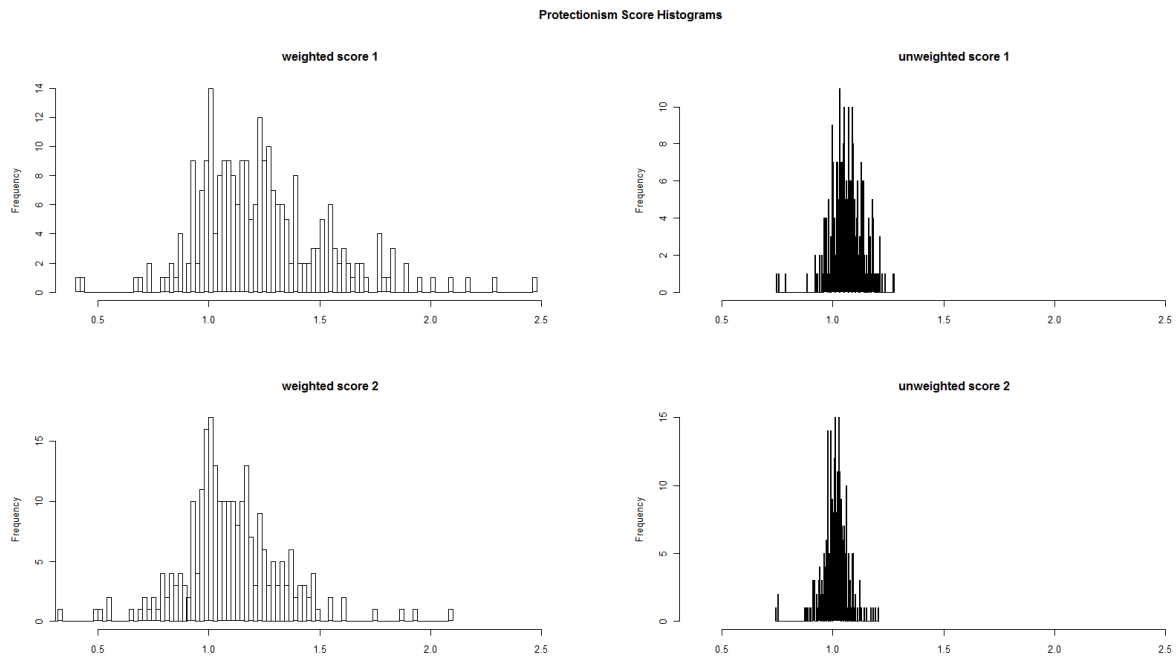 Protectionism Score Histograms
weighted score 1
Frequency
0 2 4 6 8 10 12 14
0.5 1.0 1.5 2.0 2.5
unweighted score 1
Frequency
0 2 4 6 8 10
0.5 1.0 1.5 2.0 2.5
weighted score 2
Frequency
0 5 10 15
0.5 1.0 1.5 2.0 2.5
unweighted score 2
Frequency
0 5 10 15
0.5 1.0 1.5 2.0 2.5